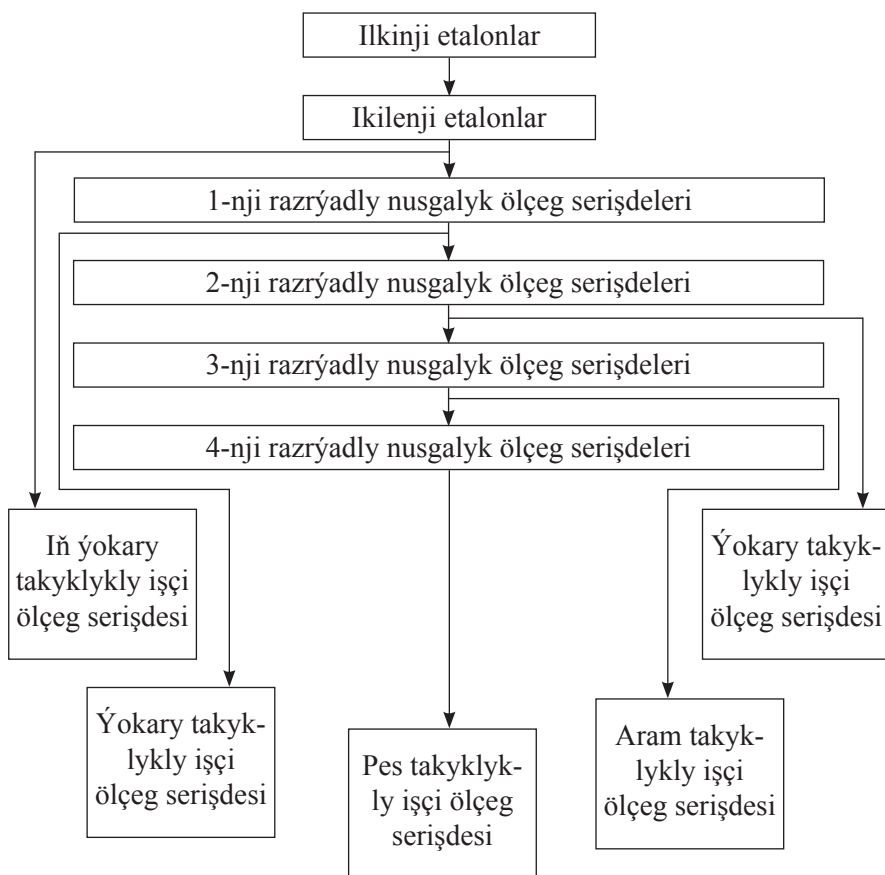 Ilkinji etalonlar
Ikilenji etalonlar
1-nji razrýadly nusgalyk ölçeg serişdeleri
2-nji razrýadly nusgalyk ölçeg serişdeleri
3-nji razrýadly nusgalyk ölçeg serişdeleri
4-nji razrýadly nusgalyk ölçeg serişdeleri
Iň ýokary
takyklykly işçi
ölçeg serişdesi
Ýokary takyk-
lykly işçi
ölçeg serişdesi
Ýokary takyk-
lykly işçi
ölçeg serişdesi
Pes takyklyk-
ly işçi ölçeg
serişdesi
Aram takyk-
lykly işçi
ölçeg serişdesi